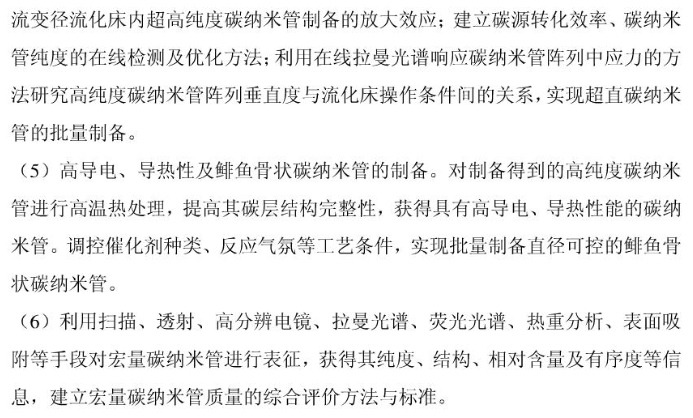 流变径流化床内超高纯度碳纳米管制备的放大效应；建立碳源转化效率、碳纳米
管纯度的在线检测及优化方法；利用在线拉曼光谱响应碳纳米管阵列中应力的方
法研究高纯度碳纳米管阵列垂直度与流化床操作条件间的关系，实现超直碳纳米
管的批量制备。
（5）高导电、导热性及鲱鱼骨状碳纳米管的制备。对制备得到的高纯度碳纳米
管进行高温热处理，提高其碳层结构完整性，获得具有高导电、导热性能的碳纳
米管。调控催化剂种类、反应气氛等工艺条件，实现批量制备直径可控的鲱鱼骨
状碳纳米管。
（6）利用扫描、透射、高分辨电镜、拉曼光谱、荧光光谱、热重分析、表面吸
附等手段对宏量碳纳米管进行表征，获得其纯度、结构、相对含量及有序度等信
息，建立宏量碳纳米管质量的综合评价方法与标准。